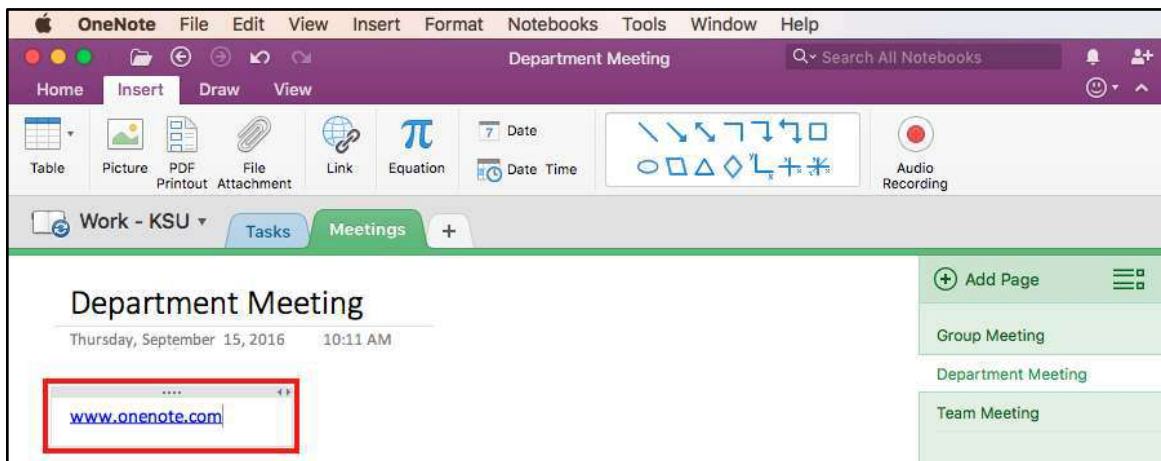 OneNote File Edit View Insert Format Notebooks Tools Window Help
Department Meeting
Search All Notebooks
Home Insert Draw View
Table
Picture
PDF
Printout
File
Attachment
Link
π
Equation
7 Date
Date Time
Audio
Recording
Work - KSU
Tasks
Meetings
+
Department Meeting
Thursday, September 15, 2016 10:11 AM
www.onenote.com
Add Page
Group Meeting
Department Meeting
Team Meeting